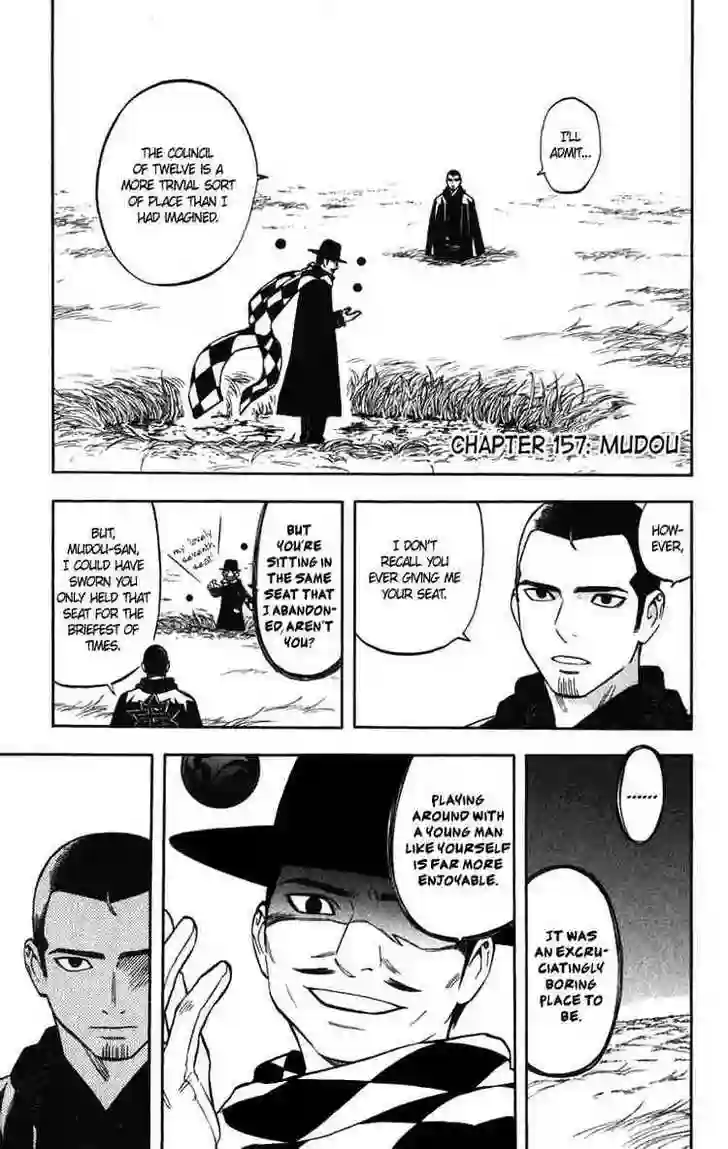 I'LL
ADMIT...
THE COUNCIL
OF TWELVE IS A
MORE TRIVIAL SORT
OF PLACE THAN I
HAD IMAGINED.
CHAPTER 157: MUDOU
HOW-
EVER,
I DON'T
RECALL YOU
EVER GIVING ME
YOUR SEAT.
BUT
YOU'RE
SITTING
IN THE
SAME
SEAT THAT
I ABANDON-
ED, AREN'T
YOU?
my lovely
seventh
seat
BUT,
MUDOU-SAN,
I COULD HAVE
SWORN YOU
ONLY HELD THAT
SEAT FOR THE
BRIEFEST OF
TIMES.
......
IT WAS
AN EXCRU-
CIATINGLY
BORING
PLACE TO
BE.
PLAYING
AROUND WITH
A YOUNG MAN
LIKE YOURSELF
IS FAR MORE
ENJOYABLE.